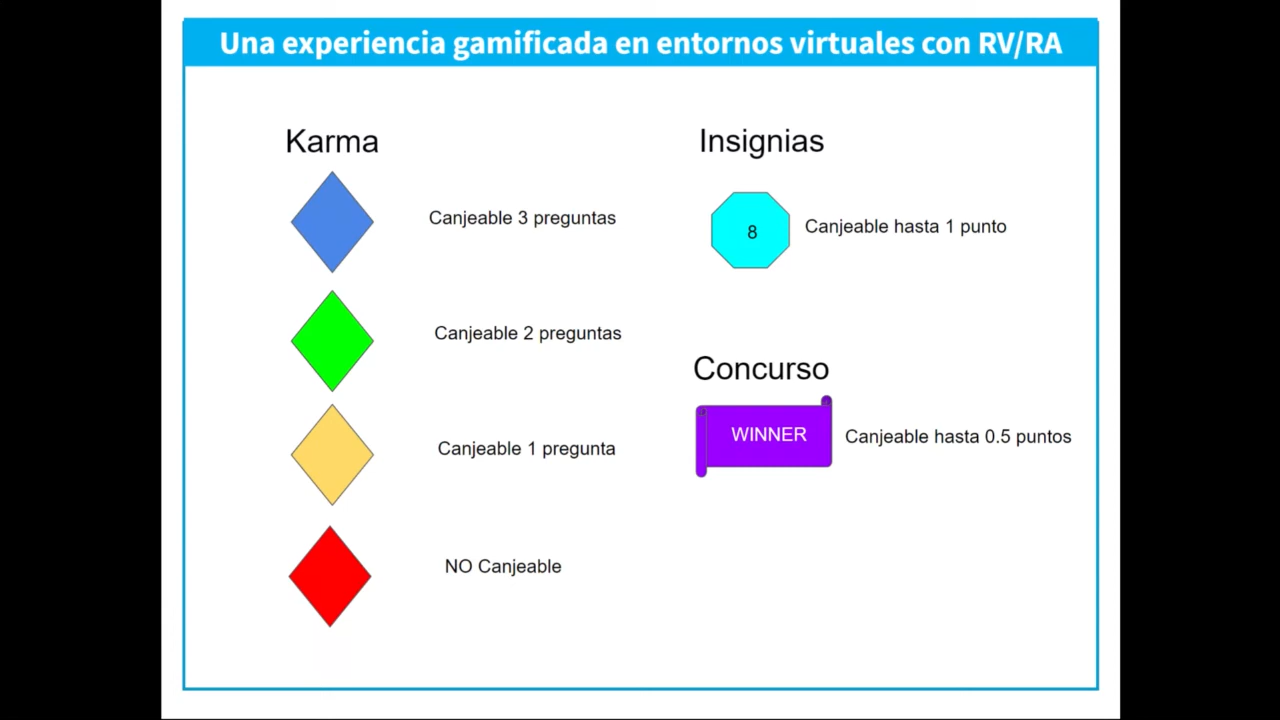 Una experiencia gamificada en entornos virtuales con RV/RA
Karma
Canjeable 3 preguntas
Canjeable 2 preguntas
Canjeable 1 pregunta
NO Canjeable
Insignias
8
Canjeable hasta 1 punto
Concurso
WINNER
Canjeable hasta 0.5 puntos